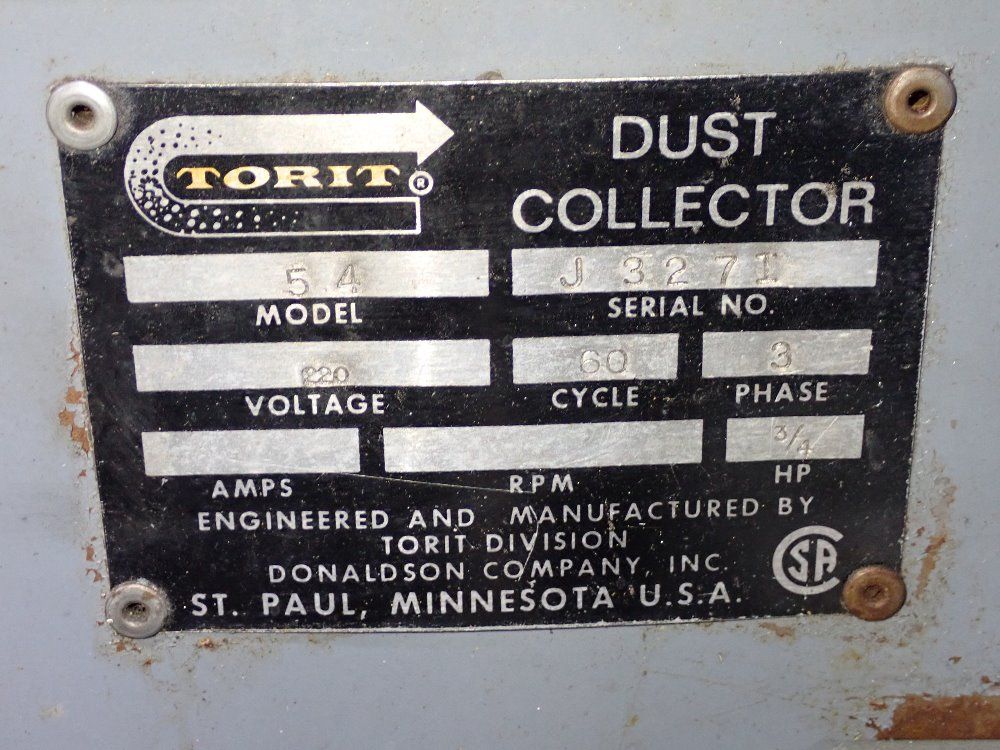 TORIT ®
DUST
COLLECTOR
54
MODEL
J 3271
SERIAL NO.
220
VOLTAGE
60
CYCLE
3
PHASE
AMPS
RPM
3/4
HP
ENGINEERED AND MANUFACTURED BY
TORIT DIVISION
DONALDSON COMPANY, INC.
ST. PAUL, MINNESOTA U.S.A.
CSA